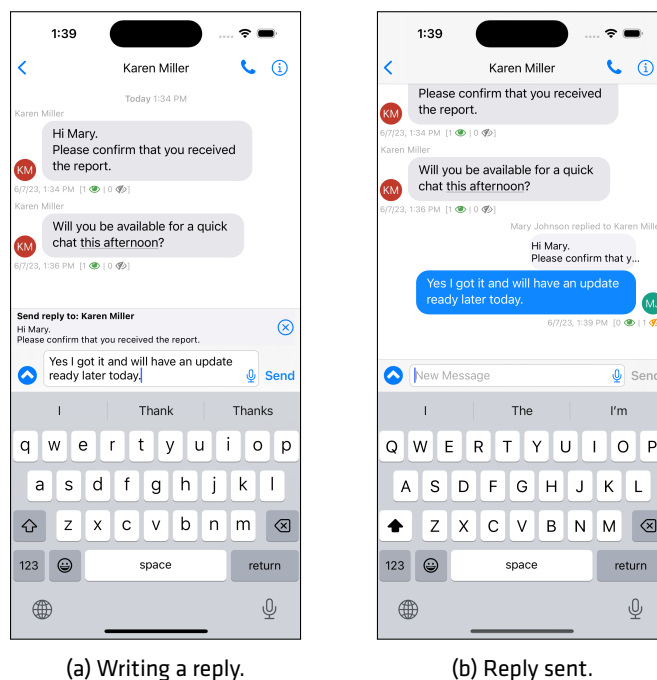 1:39
Karen Miller
Today 1:34 PM
Karen Miller
Hi Mary.
Please confirm that you received
the report.
KM
6/7/23, 1:34 PM [1 | 0 ]
Karen Miller
Will you be available for a quick
chat this afternoon?
KM
6/7/23, 1:36 PM [1 | 0 ]
Send reply to: Karen Miller
Hi Mary.
Please confirm that you received the report.
Yes I got it and will have an update
ready later today.
Send
I Thank Thanks
q w e r t y u i o p
a s d f g h j k l
z x c v b n m
123 space return
(a) Writing a reply.
1:39
Karen Miller
Please confirm that you received
the report.
KM
6/7/23, 1:34 PM [1 | 0 ]
Karen Miller
Will you be available for a quick
chat this afternoon?
KM
6/7/23, 1:36 PM [1 | 0 ]
Mary Johnson replied to Karen Mille
Hi Mary.
Please confirm that y...
Yes I got it and will have an update
ready later today.
6/7/23, 1:39 PM [0 | 1
New Message
Send
I The I'm
Q W E R T Y U I O P
A S D F G H J K L
Z X C V B N M
123 space return
(b) Reply sent.